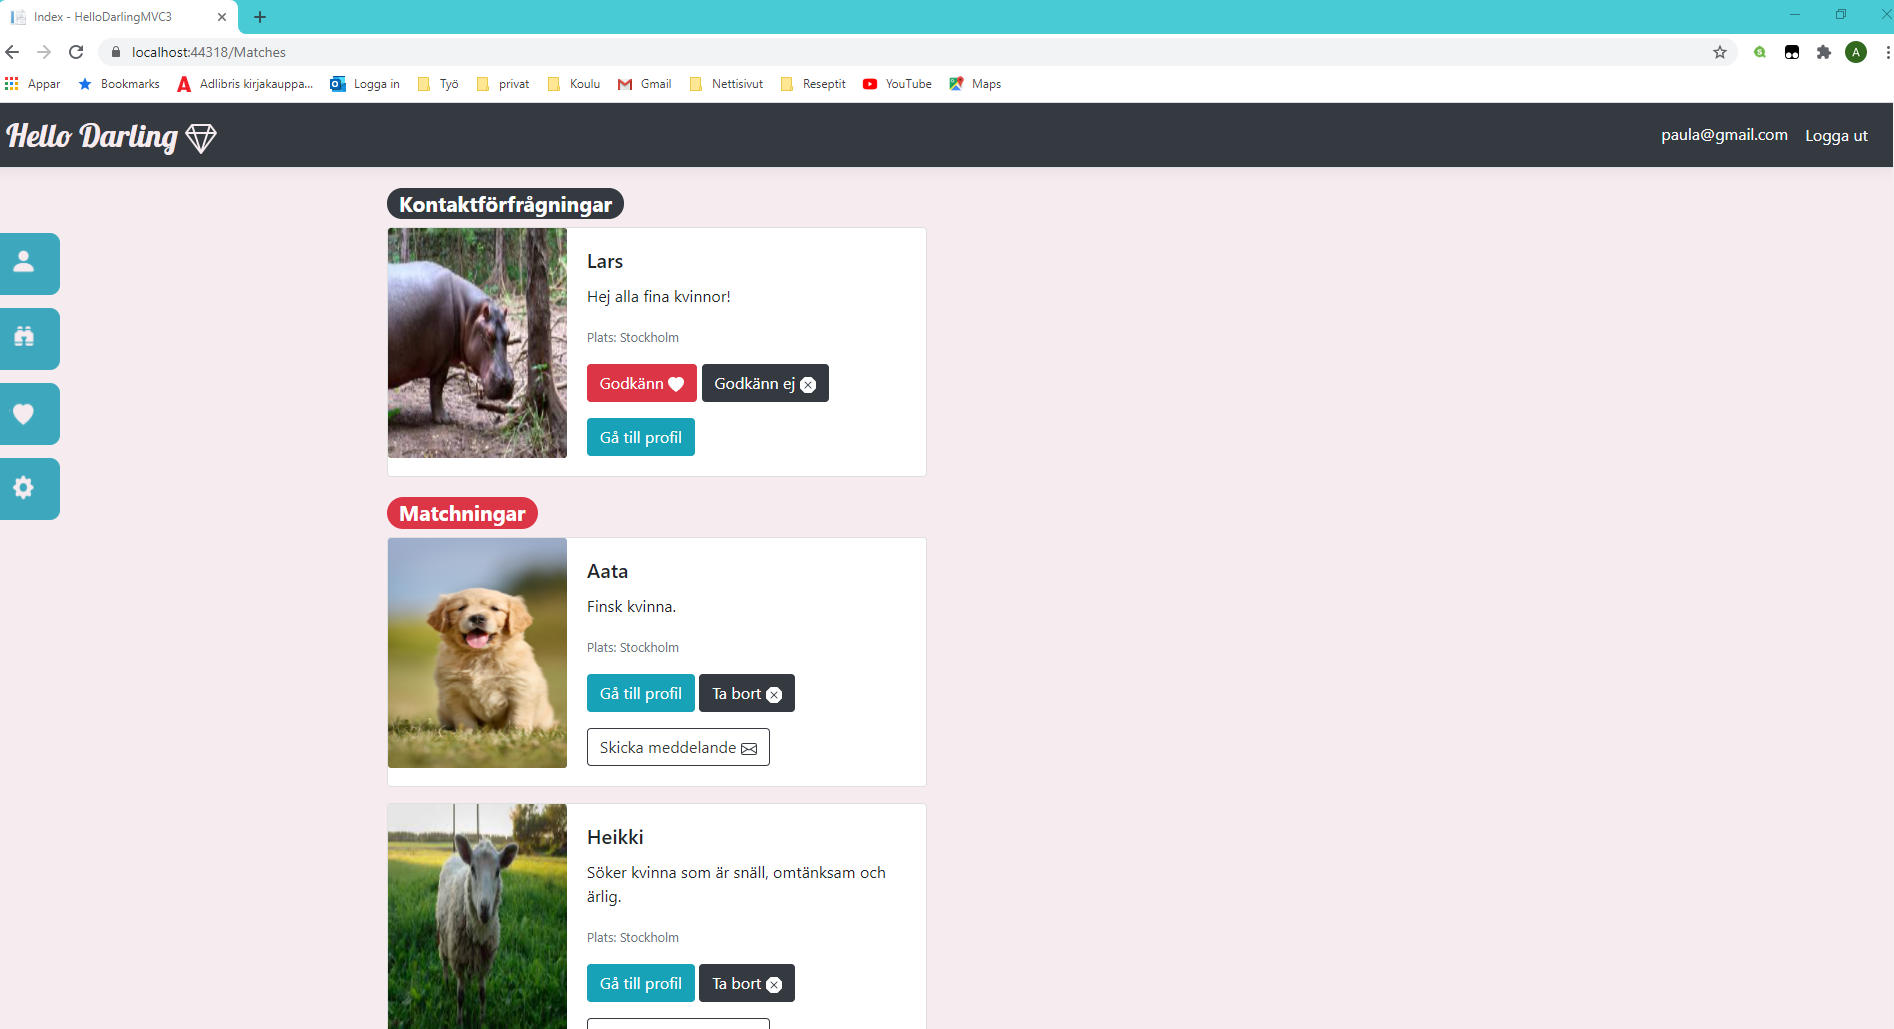 Index - HelloDarlingMVC3
localhost:44318/Matches
A
Appar
Bookmarks
Adlibris kirjakauppa...
Logga in
Työ
privat
Koulu
Gmail
Nettisivut
Reseptit
YouTube
Maps
Hello Darling
paula@gmail.com
Logga ut
Kontaktförfrågningar
Lars
Hej alla fina kvinnor!
Plats: Stockholm
Godkänn
Godkänn ej
Gå till profil
Matchningar
Aata
Finsk kvinna.
Plats: Stockholm
Gå till profil
Ta bort
Skicka meddelande
Heikki
Söker kvinna som är snäll, omtänksam och
ärlig.
Plats: Stockholm
Gå till profil
Ta bort